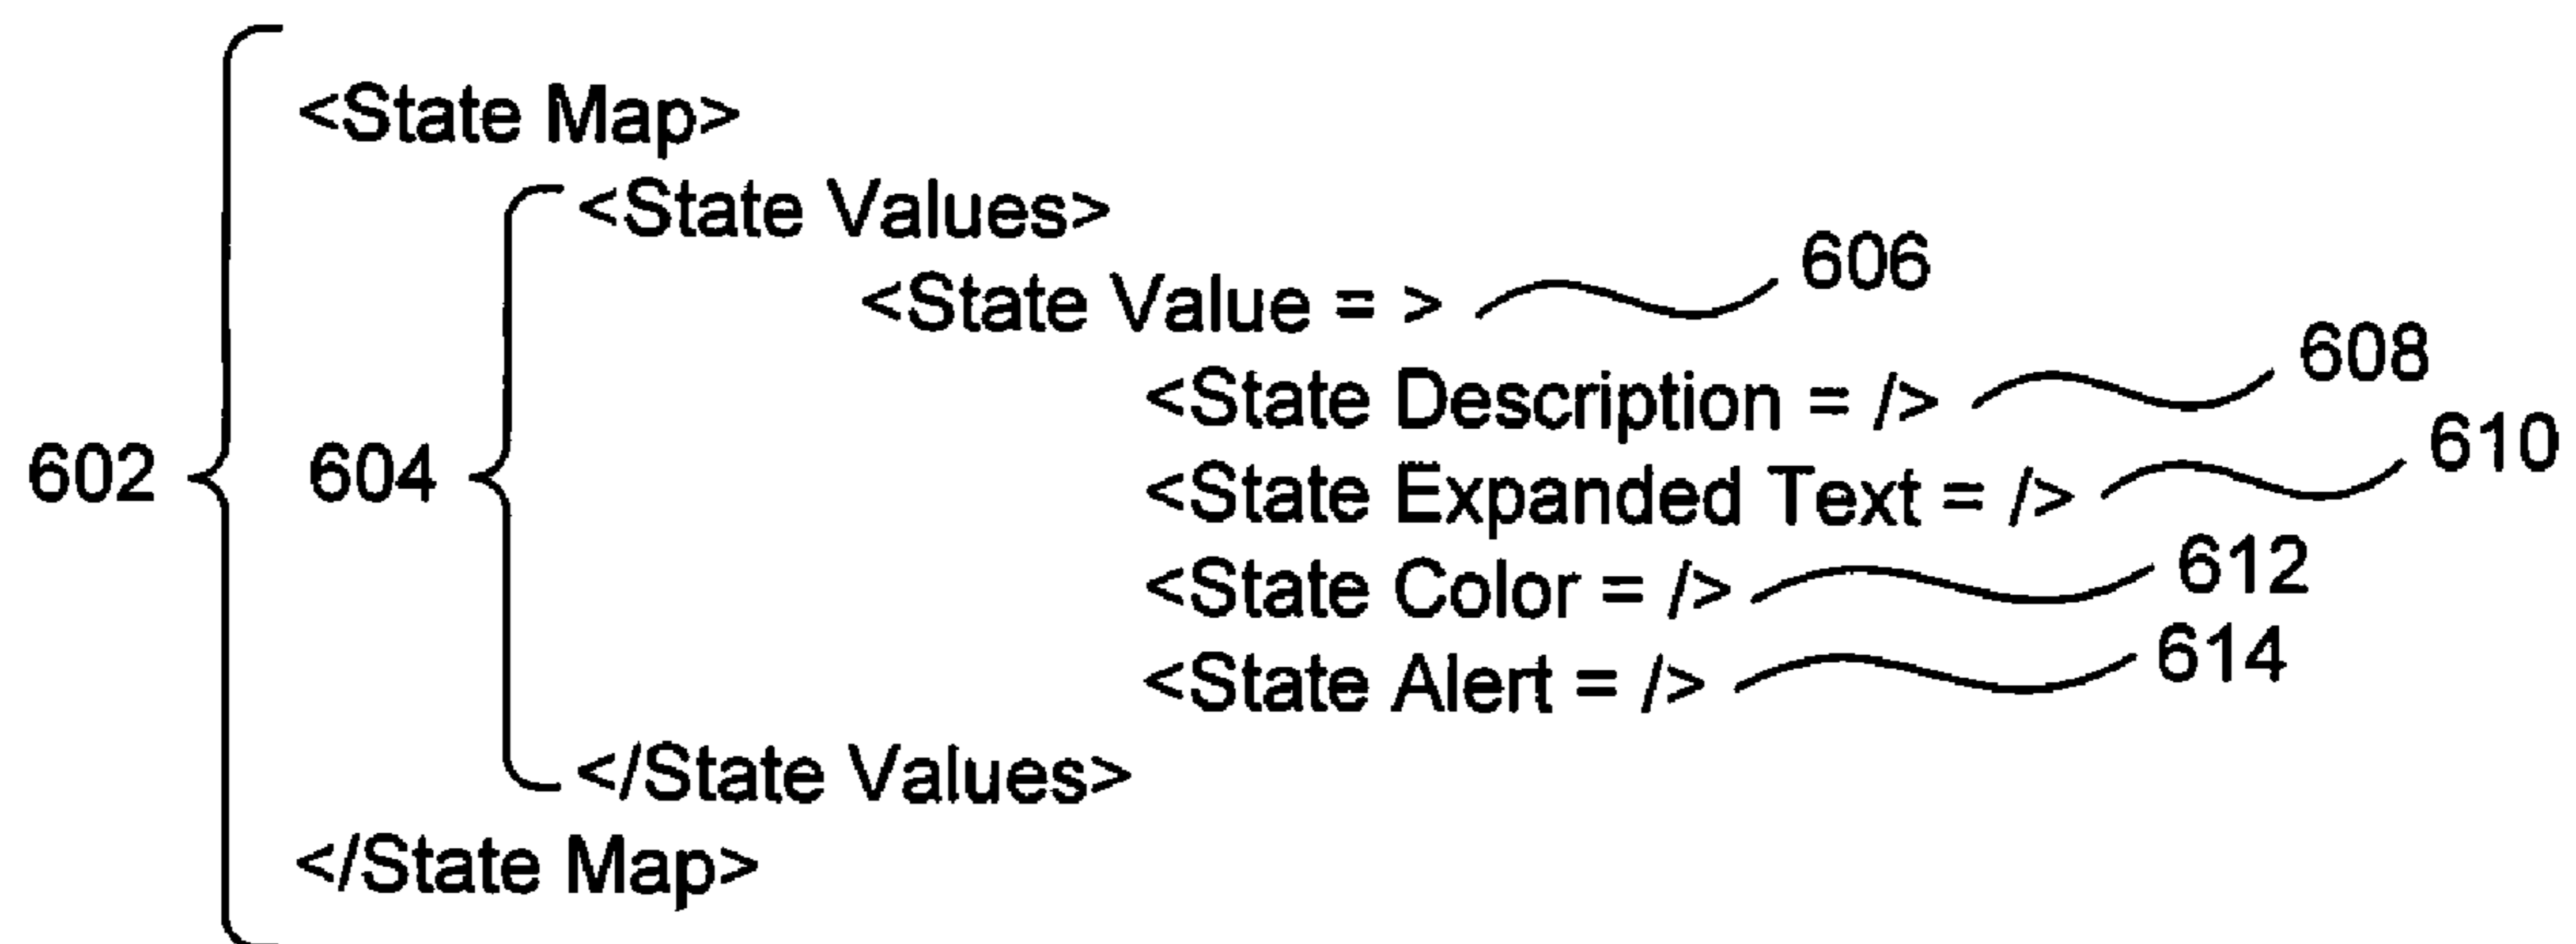 <State Map>
<State Values>
<State Value = > 606
<State Description = /> 608
602 604 <State Expanded Text = /> 610
<State Color = /> 612
<State Alert = /> 614
</State Values>
</State Map>